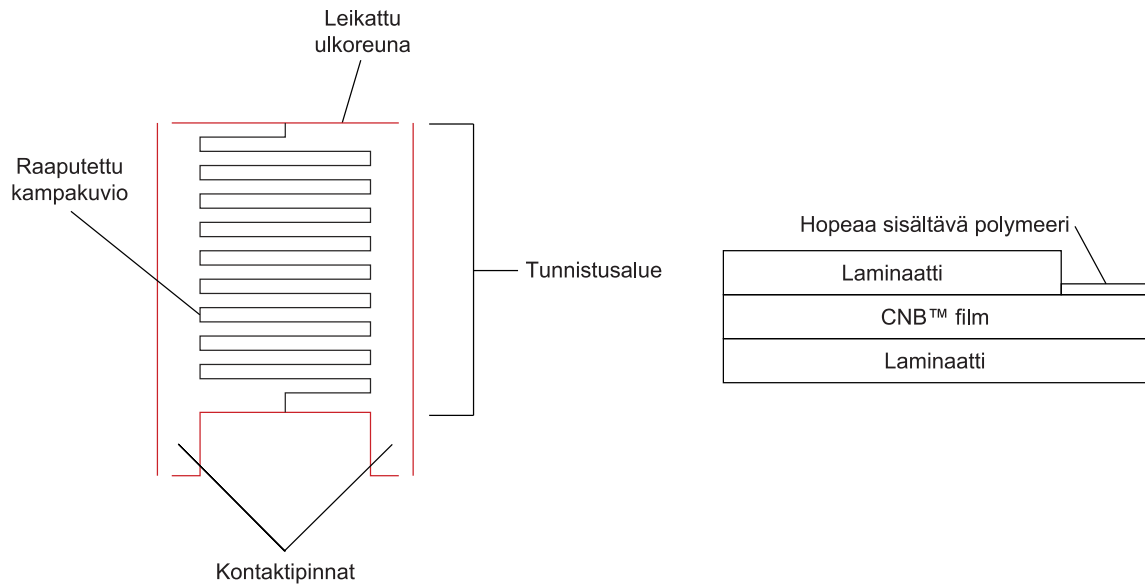 Leikattu
ulkoreuna
Raaputettu
kampakuvio
Tunnistusalue
Kontaktipinnat
Hopeaa sisältävä polymeeri
Laminaatti
CNB™ film
Laminaatti